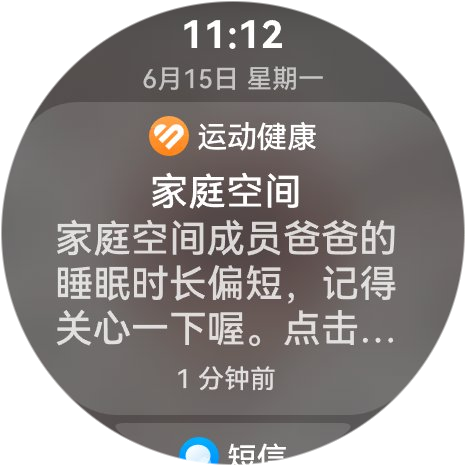 11:12
6月15日 星期一
运动健康
家庭空间
家庭空间成员爸爸的
睡眠时长偏短，记得
关心一下喔。点击...
1 分钟前
短信